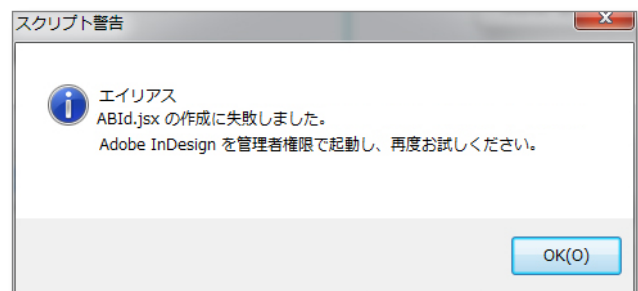 スクリプト警告
エイリアス
ABId.jsx の作成に失敗しました。
Adobe InDesign を管理者権限で起動し、再度お試しください。
OK(O)